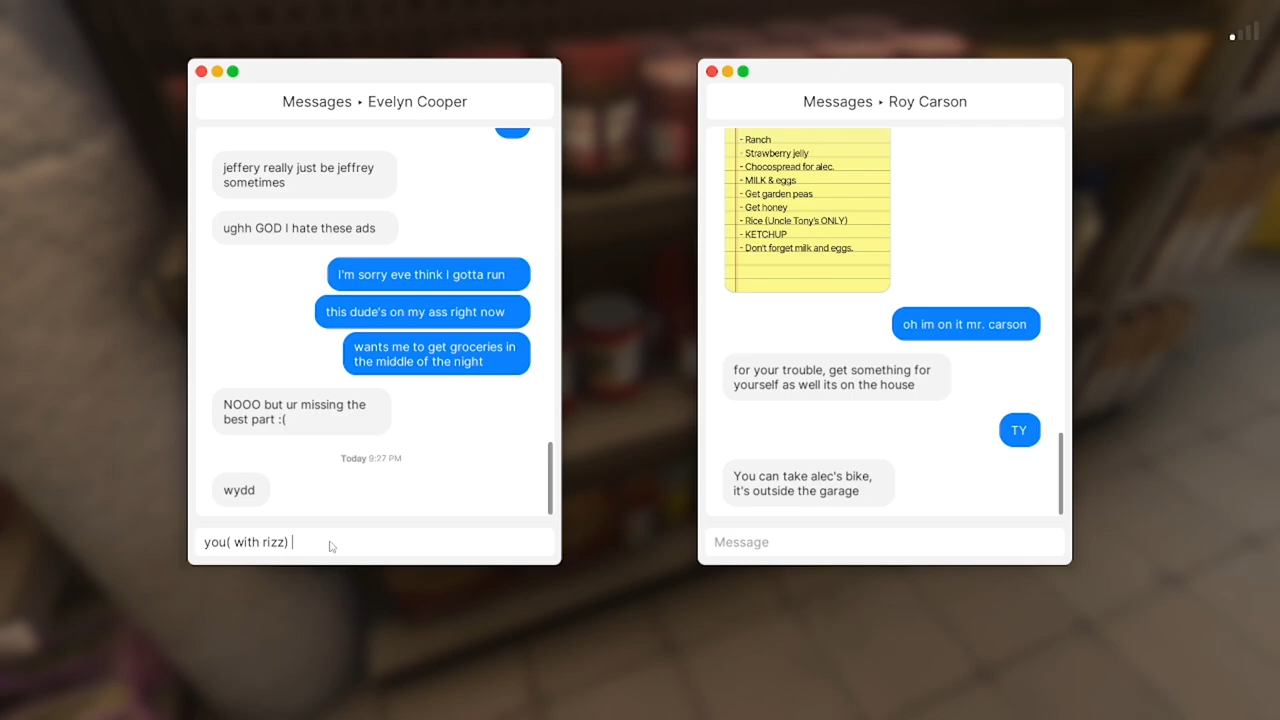 Messages ▸ Evelyn Cooper
jeffery really just be jeffrey
sometimes
ughh GOD I hate these ads
I'm sorry eve think I gotta run
this dude's on my ass right now
wants me to get groceries in
the middle of the night
NOOO but ur missing the
best part :(
Today 9:27 PM
wydd
you( with rizz)
Messages ▸ Roy Carson
- Ranch
- Strawberry jelly
- Chocospread for alec.
- MILK & eggs
- Get garden peas
- Get honey
- Rice (Uncle Tony's ONLY)
- KETCHUP
- Don't forget milk and eggs.
oh im on it mr. carson
for your trouble, get something for
yourself as well its on the house
TY
You can take alec's bike,
it's outside the garage
Message